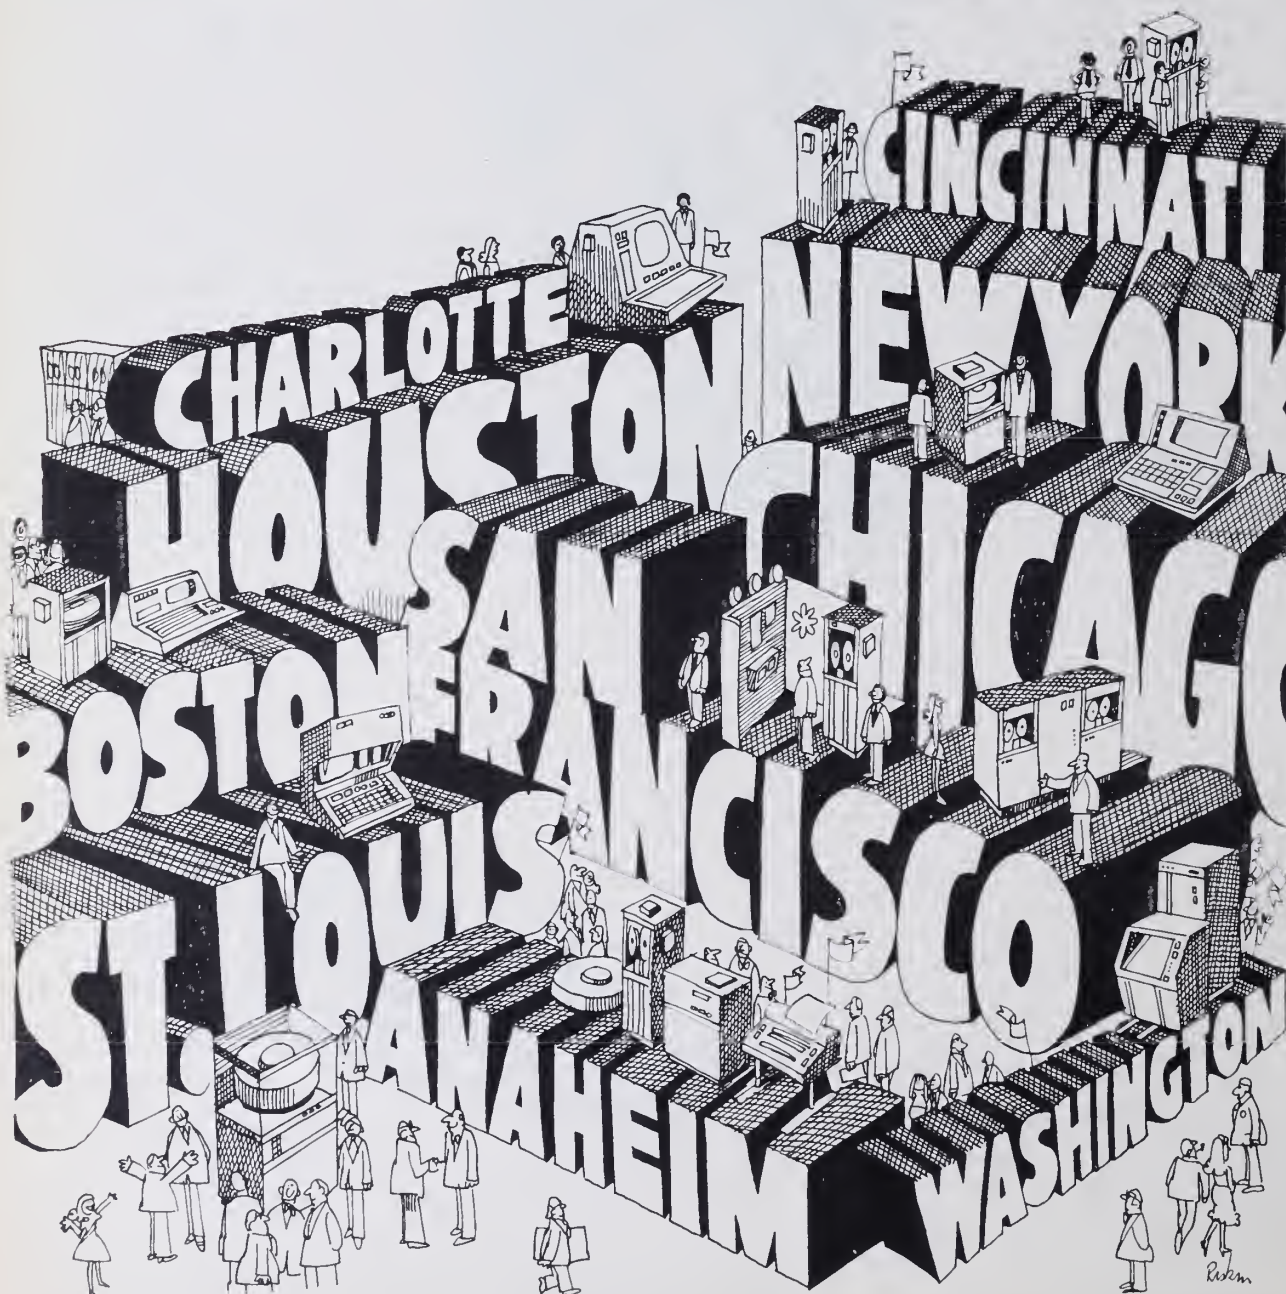 CINCINNATI
CHARLOTTE
NEW YORK
HOUSTON
CHICAGO
SAN
FRANCISCO
BOSTON
ST. LOUIS
ANAHEIM
WASHINGTON